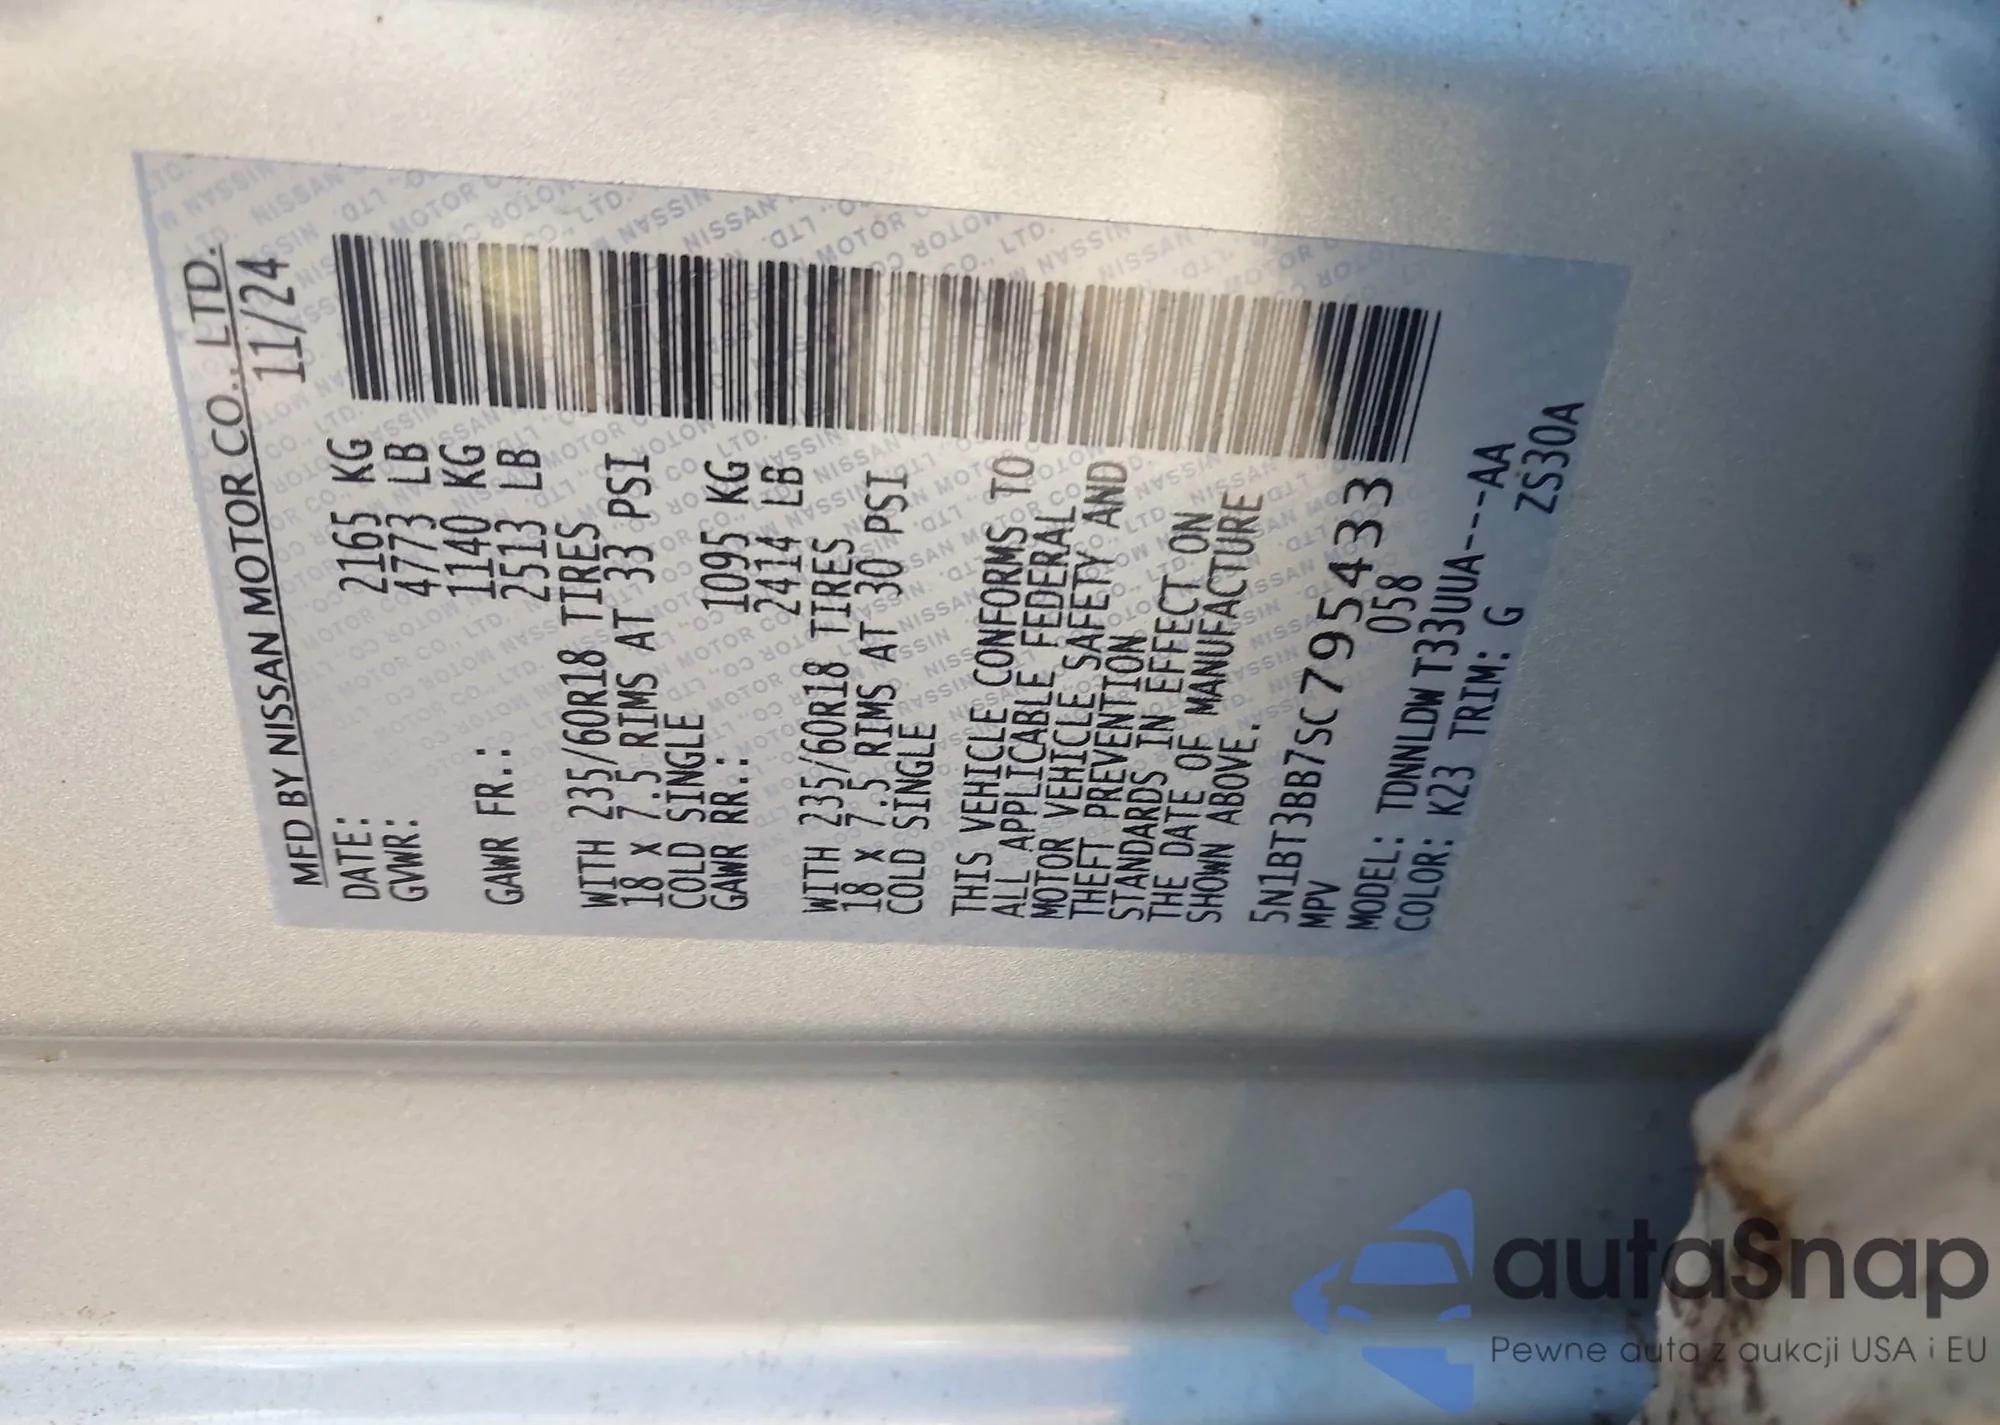 MFD BY NISSAN MOTOR CO., LTD.
DATE: 11/24
GVWR: 2165 KG
4773 LB
GAWR FR.: 1140 KG
2513 LB
WITH 235/60R18 TIRES
18 x 7.5 RIMS AT 33 PSI
COLD SINGLE
GAWR RR.: 1095 KG
2414 LB
WITH 235/60R18 TIRES
18 x 7.5 RIMS AT 30 PSI
COLD SINGLE
THIS VEHICLE CONFORMS TO
ALL APPLICABLE FEDERAL
MOTOR VEHICLE SAFETY AND
THEFT PREVENTION
STANDARDS IN EFFECT ON
THE DATE OF MANUFACTURE
SHOWN ABOVE.
5N1BT3BB7SC795433
MPV 058
MODEL: TDNNLDWT33UUA----AA
COLOR: K23 TRIM: G ZS30A
autaSnap
Pewne auta z aukcji USA i EU